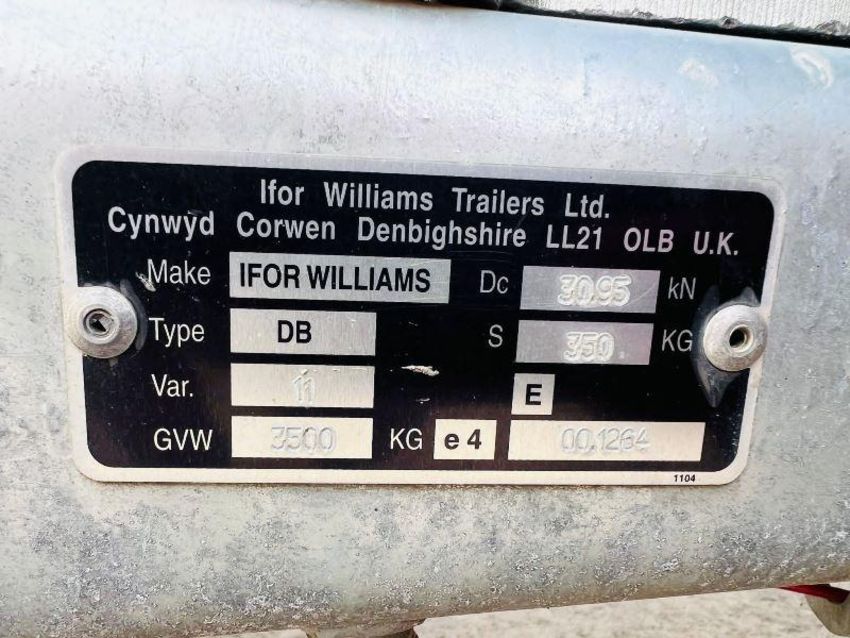 Ifor Williams Trailers Ltd.
Cynwyd Corwen Denbighshire LL21 OLB U.K.
Make IFOR WILLIAMS Dc 30.95 kN
Type DB S 350 KG
Var. 11 E
GVW 3500 KG e4 00.1264
1104